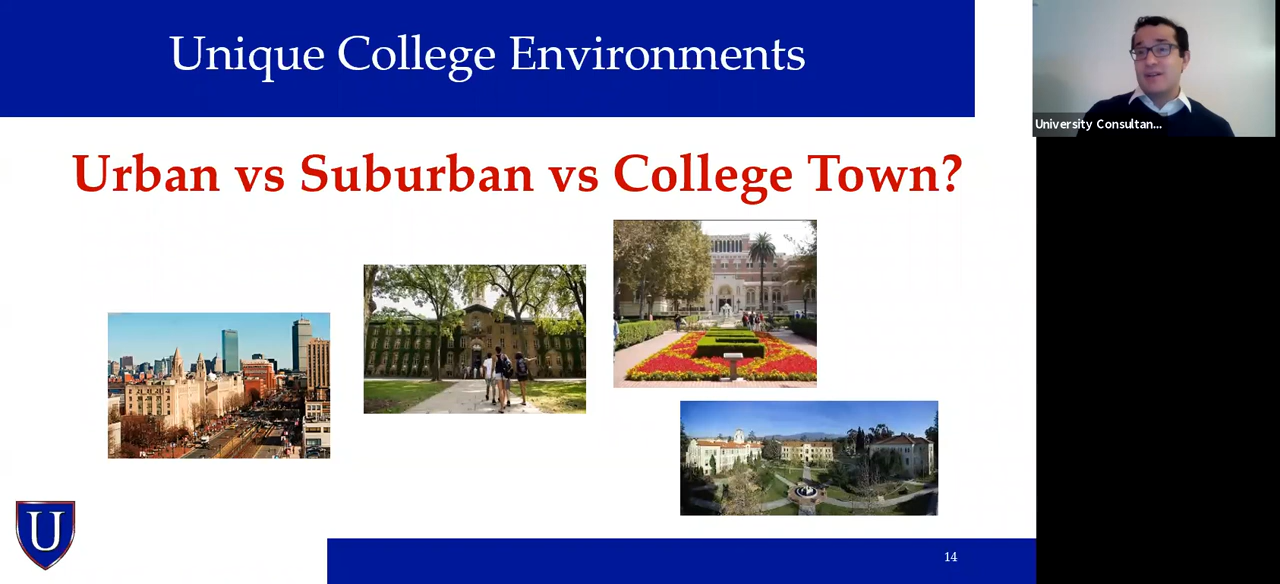 Unique College Environments
University Consultan...
Urban vs Suburban vs College Town?
U
14